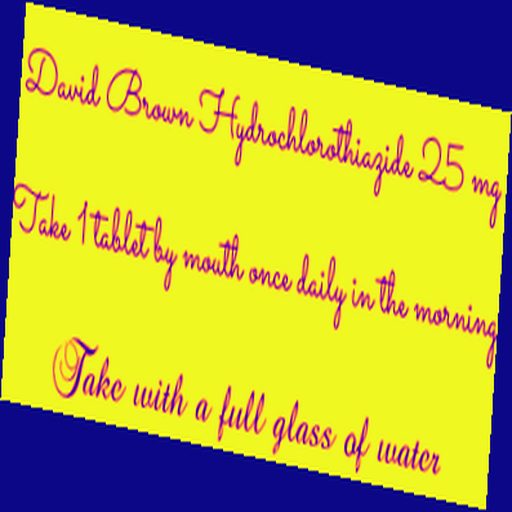 David Brown Hydrochlorothiazide 25 mg
Take 1 tablet by mouth once daily in the morning
Take with a full glass of water